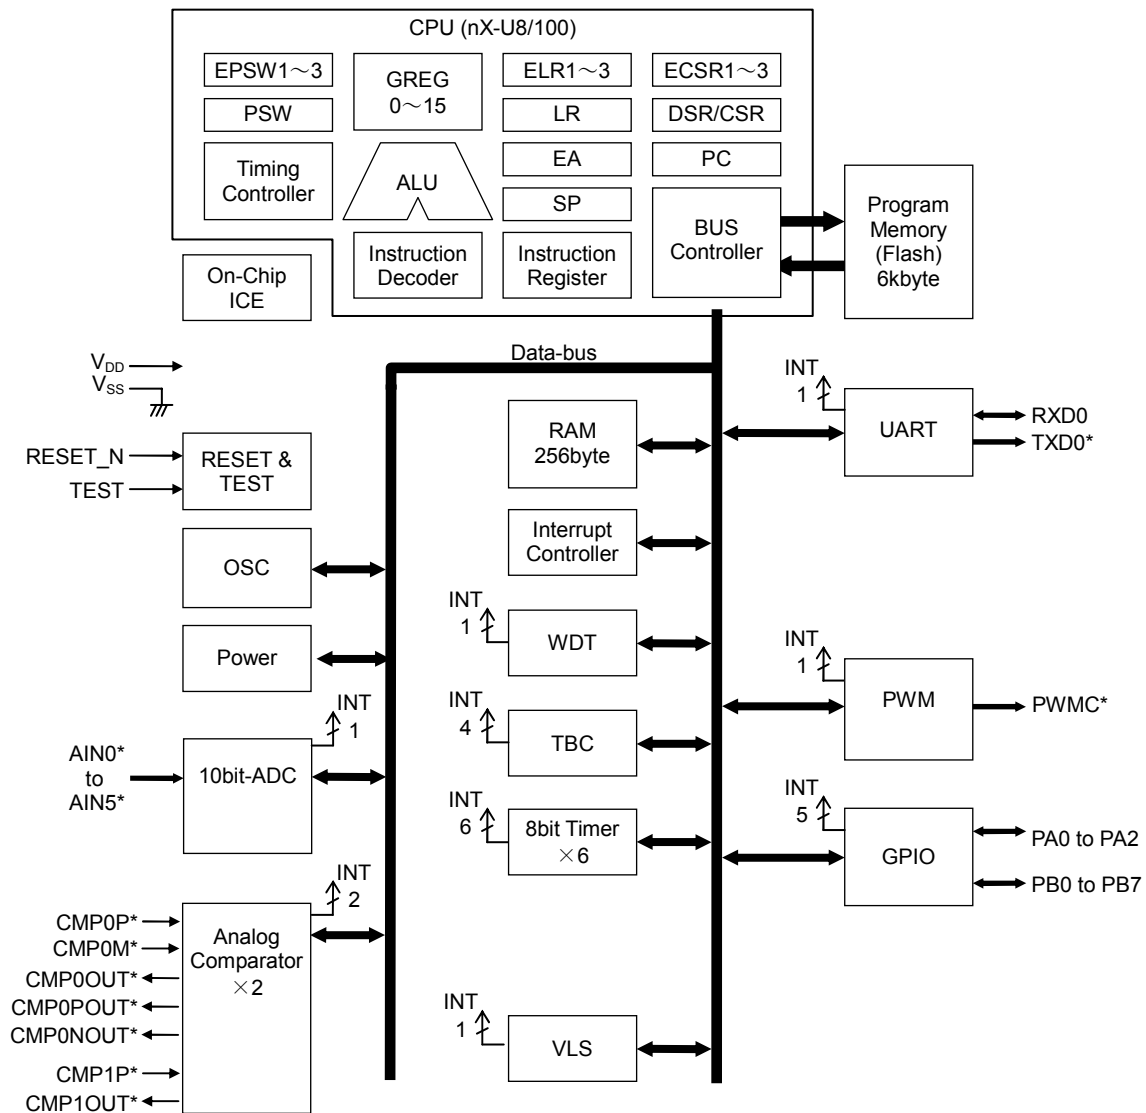 CPU (nX-U8/100)
EPSW1～3
GREG
0～15
ELR1～3
ECSR1～3
PSW
LR
DSR/CSR
Timing
Controller
ALU
EA
PC
SP
BUS
Controller
Program
Memory
(Flash)
6kbyte
Instruction
Decoder
Instruction
Register
On-Chip
ICE
VDD
VSS
Data-bus
INT
1
UART
RXD0
TXD0*
RAM
256byte
RESET_N
TEST
RESET &
TEST
Interrupt
Controller
OSC
INT
1
WDT
Power
INT
1
PWM
PWMC*
INT
1
AIN0*
to
AIN5*
10bit-ADC
INT
4
TBC
INT
6
8bit Timer
×6
INT
5
GPIO
PA0 to PA2
PB0 to PB7
INT
2
Analog
Comparator
×2
CMP0P*
CMP0M*
CMP0OUT*
CMP0POUT*
CMP0NOUT*
CMP1P*
CMP1OUT*
INT
1
VLS